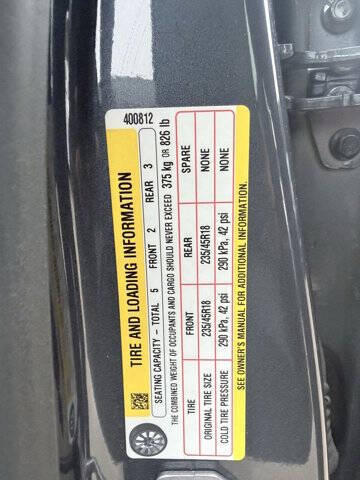 400812
TIRE AND LOADING INFORMATION
SEATING CAPACITY – TOTAL 5 FRONT 2 REAR 3
THE COMBINED WEIGHT OF OCCUPANTS AND CARGO SHOULD NEVER EXCEED 375 kg OR 826 lb
TIRE FRONT REAR SPARE
ORIGINAL TIRE SIZE 235/45R18 235/45R18 NONE
COLD TIRE PRESSURE 290 kPa, 42 psi 290 kPa, 42 psi NONE
SEE OWNER'S MANUAL FOR ADDITIONAL INFORMATION.